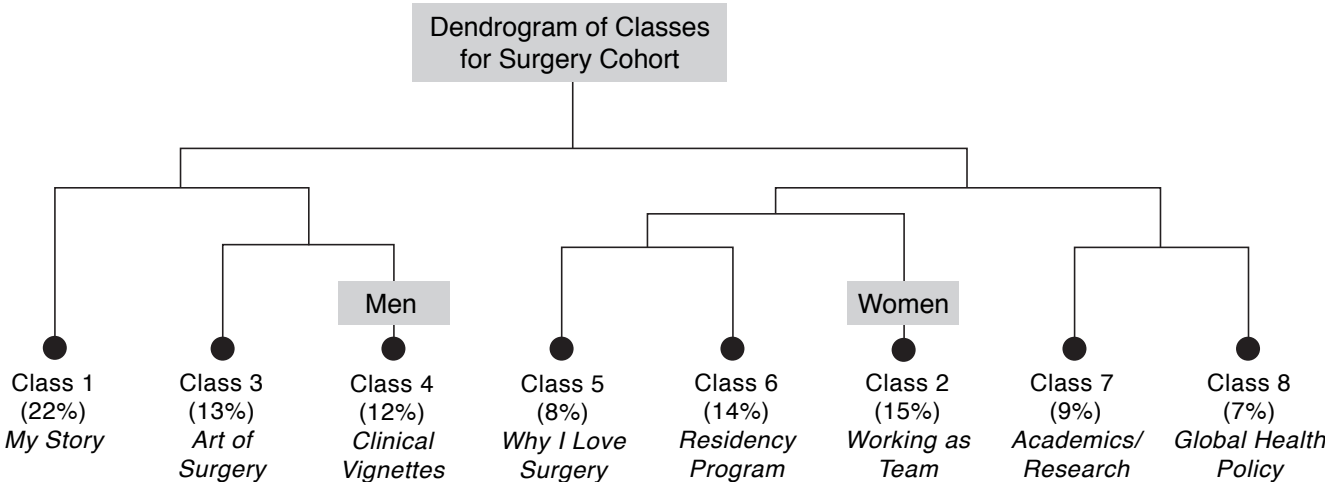 Dendrogram of Classes
for Surgery Cohort
Men
Women
Class 1
(22%)
My Story
Class 3
(13%)
Art of
Surgery
Class 4
(12%)
Clinical
Vignettes
Class 5
(8%)
Why I Love
Surgery
Class 6
(14%)
Residency
Program
Class 2
(15%)
Working as
Team
Class 7
(9%)
Academics/
Research
Class 8
(7%)
Global Health
Policy